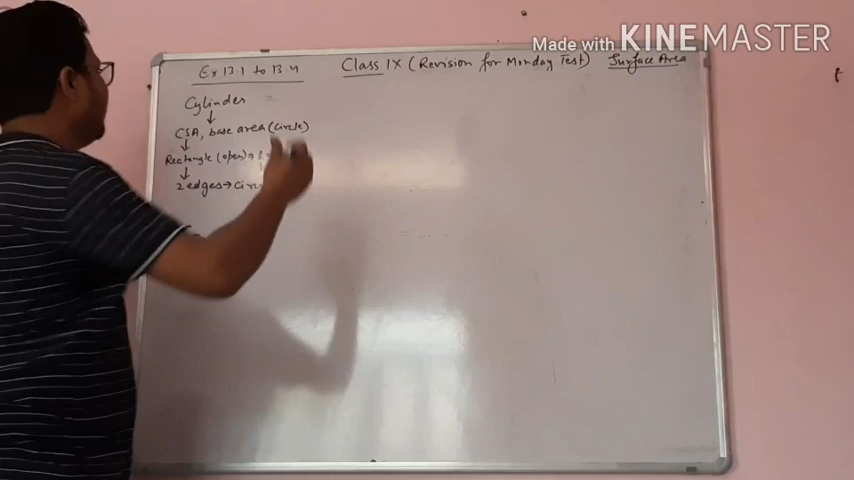 Made with KINEMASTER
Ex 13.1 to 13.4
Class IX (Revision for Monday Test) Surface Area
Cylinder
↓
CSA, base area (circle)
↓
Rectangle (open) →
↓
2 edges →